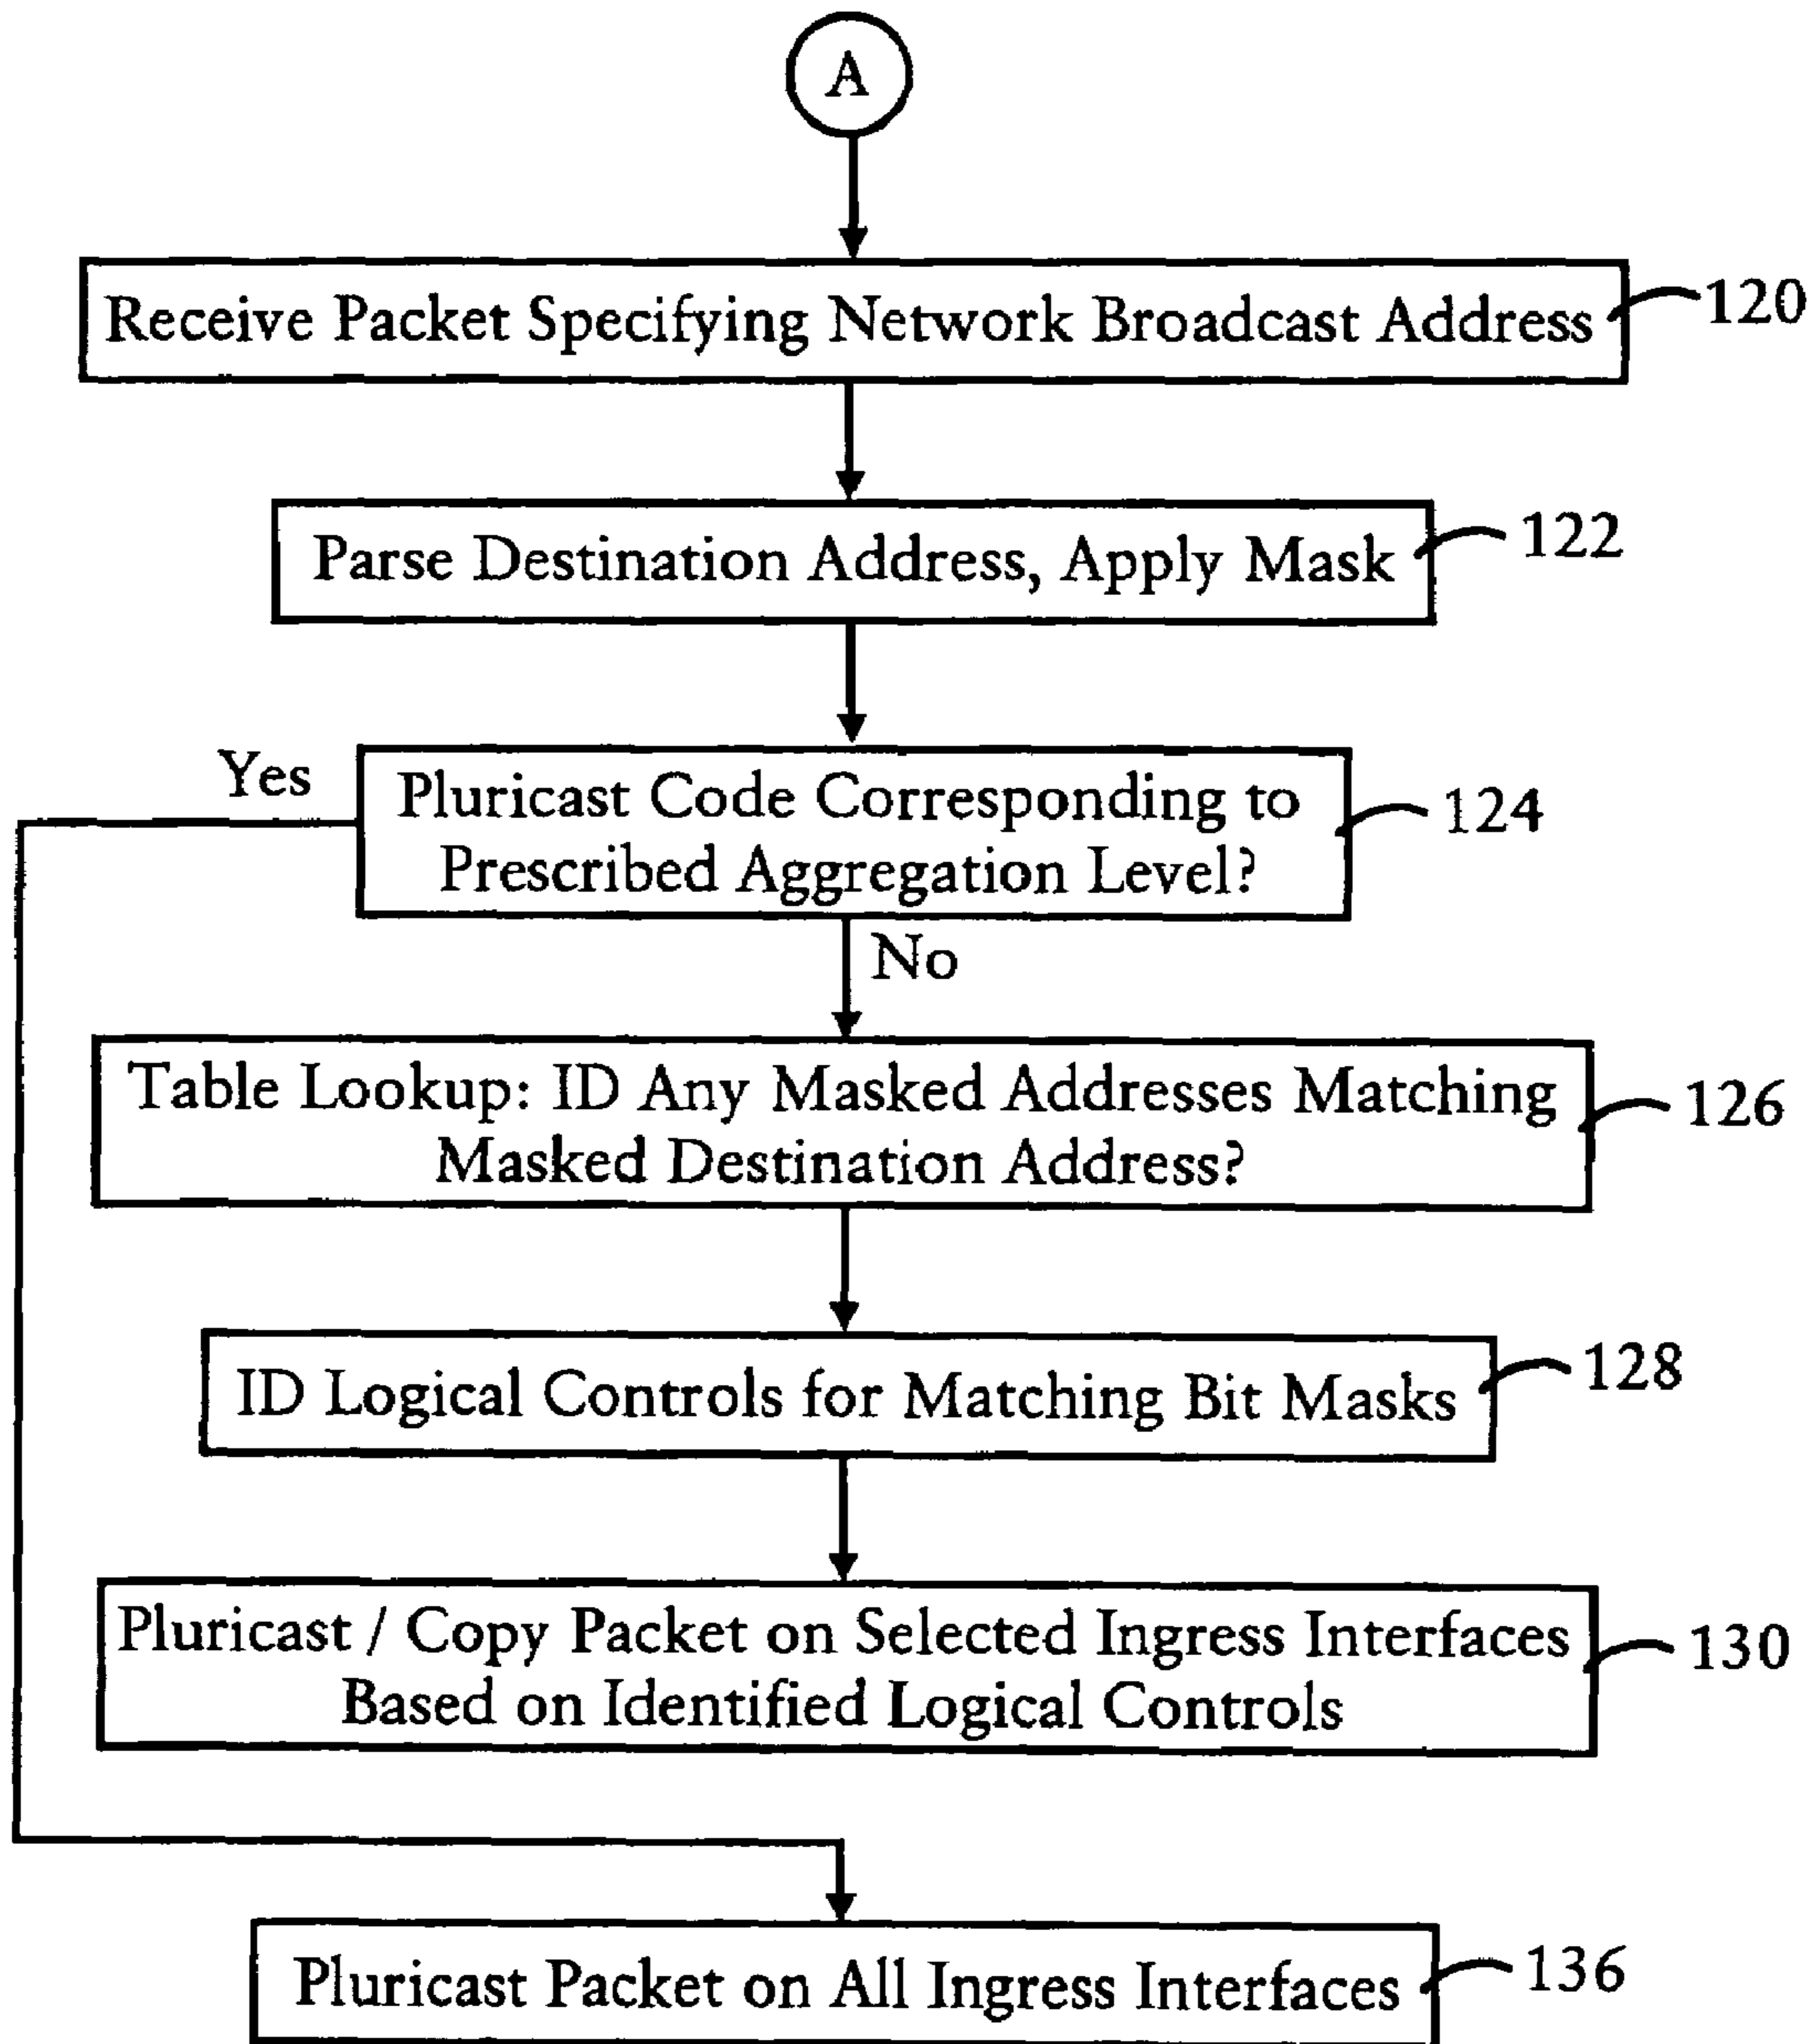 A
Receive Packet Specifying Network Broadcast Address
120
Parse Destination Address, Apply Mask
122
Yes
Pluricast Code Corresponding to
Prescribed Aggregation Level?
124
No
Table Lookup: ID Any Masked Addresses Matching
Masked Destination Address?
126
ID Logical Controls for Matching Bit Masks
128
Pluricast / Copy Packet on Selected Ingress Interfaces
Based on Identified Logical Controls
130
Pluricast Packet on All Ingress Interfaces
136